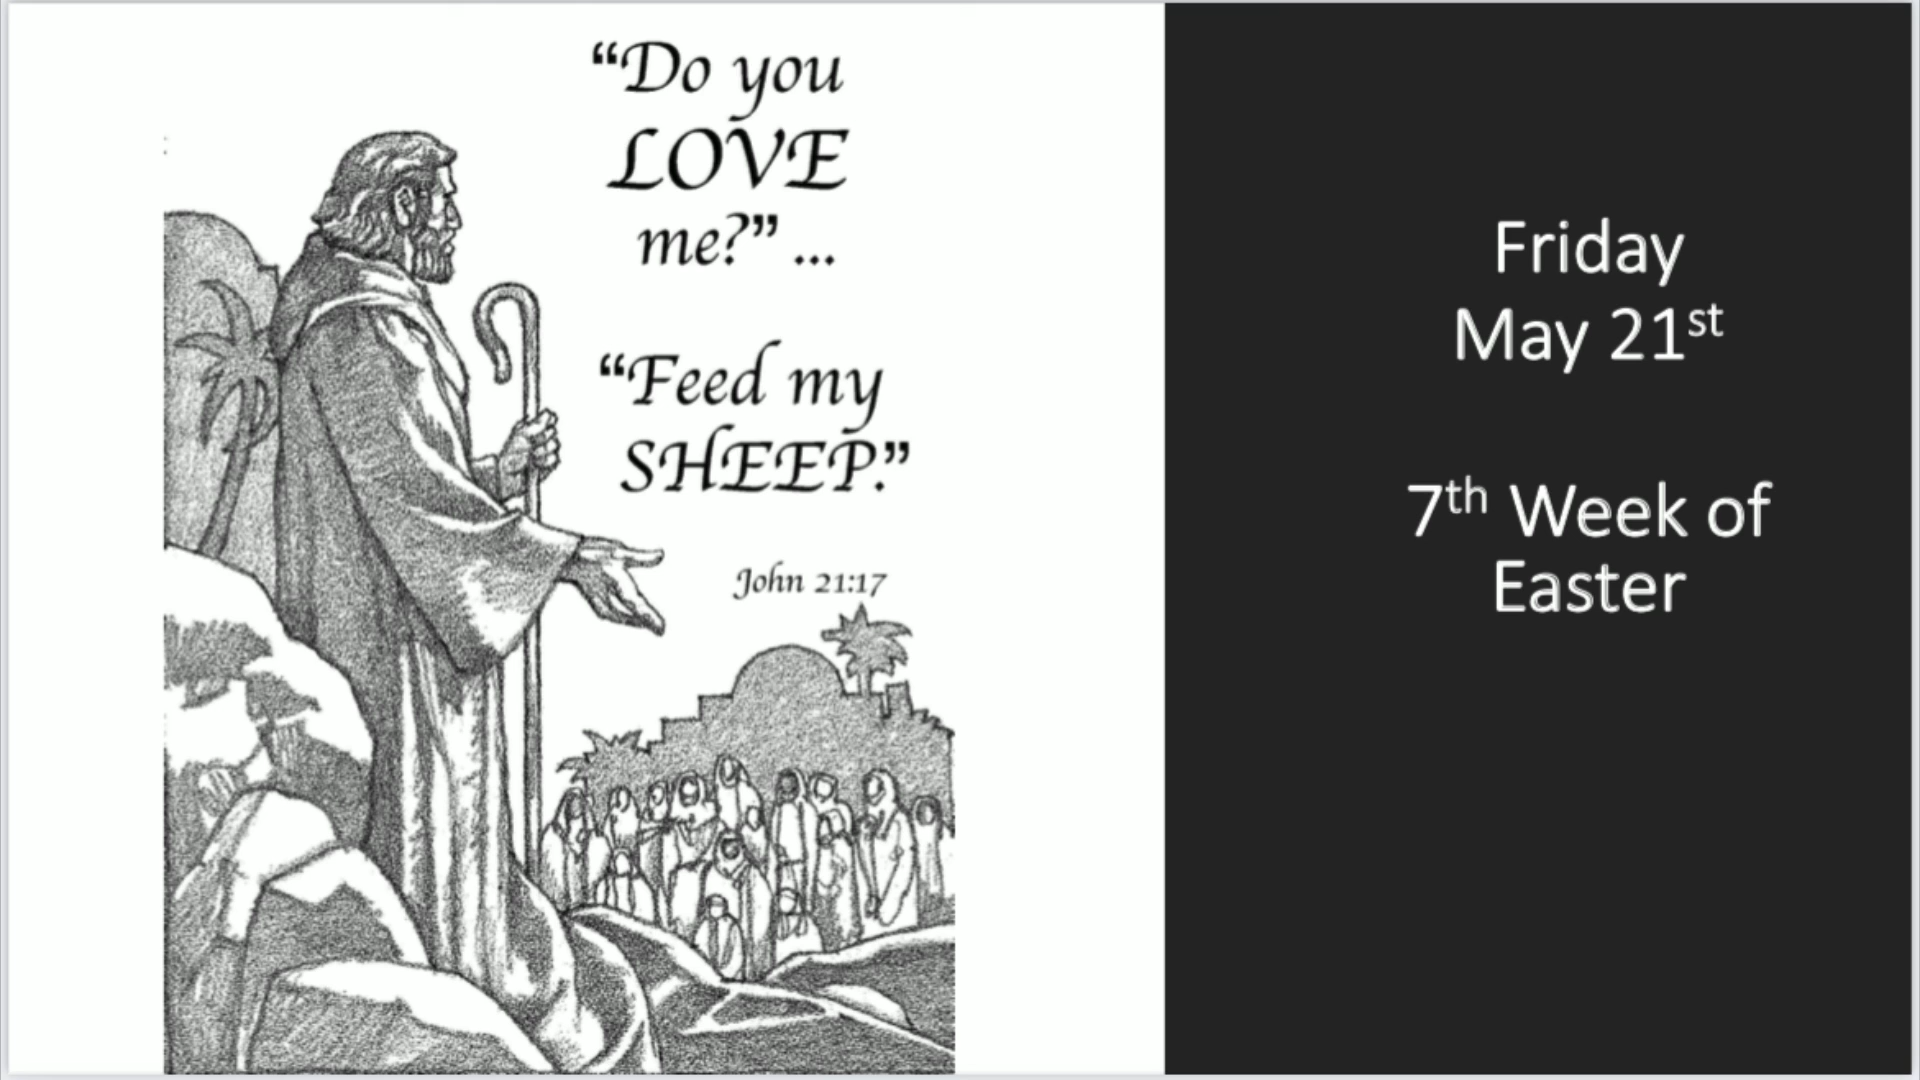 “Do you
LOVE
me?” ...
“Feed my
SHEEP.”
John 21:17
Friday
May 21st
7th Week of
Easter